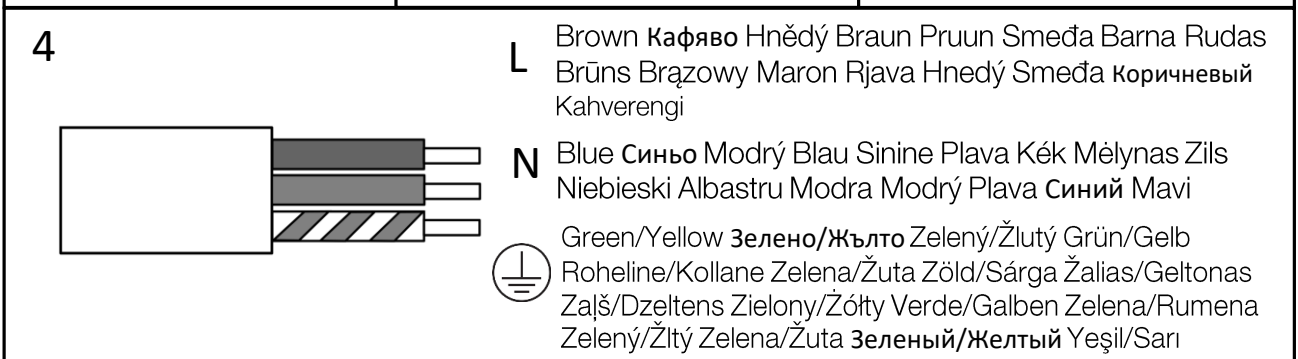 4
L Brown Кафяво Hnědý Braun Pruun Smeđa Barna Rudas
Brūns Brązowy Maron Rjava Hnedý Smeđa Коричневый
Kahverengi
N Blue Синьо Modrý Blau Sinine Plava Kék Mėlynas Zils
Niebieski Albastru Modra Modrý Plava Синий Mavi
Green/Yellow Зелено/Жълто Zelený/Žlutý Grün/Gelb
Roheline/Kollane Zelena/Žuta Zöld/Sárga Žalias/Geltonas
Zaļš/Dzeltens Zielony/Żółty Verde/Galben Zelena/Rumena
Zelený/Žltý Zelena/Žuta Зеленый/Желтый Yeşil/Sarı